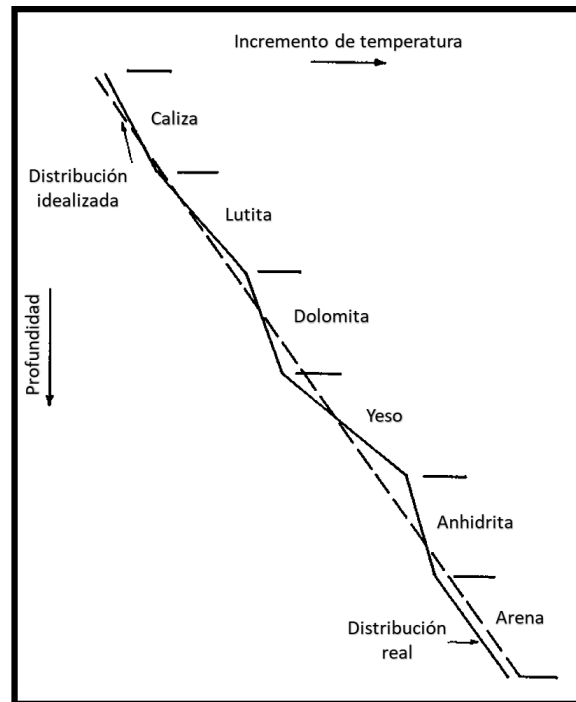 Incremento de temperatura
Caliza
Distribución
idealizada
Lutita
Profundidad
Dolomita
Yeso
Anhidrita
Arena
Distribución
real